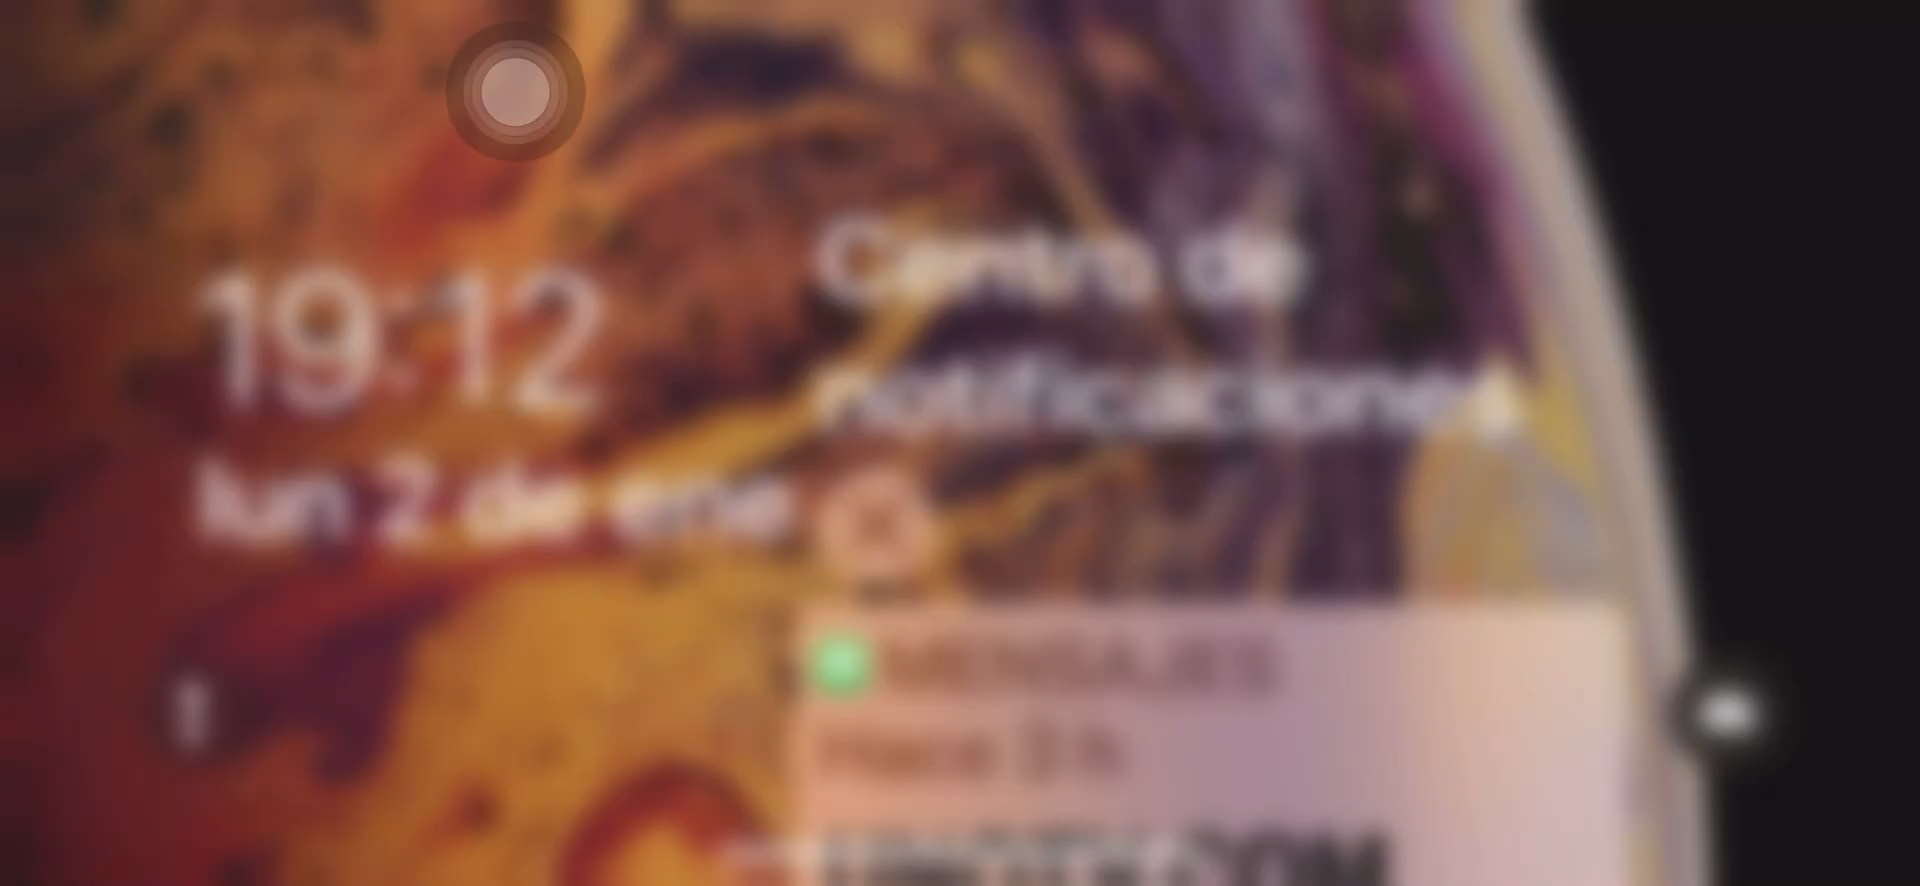 19:12
lun 2 de ene
Centro de
notificaciones
MENSAJES
Hace 3 h